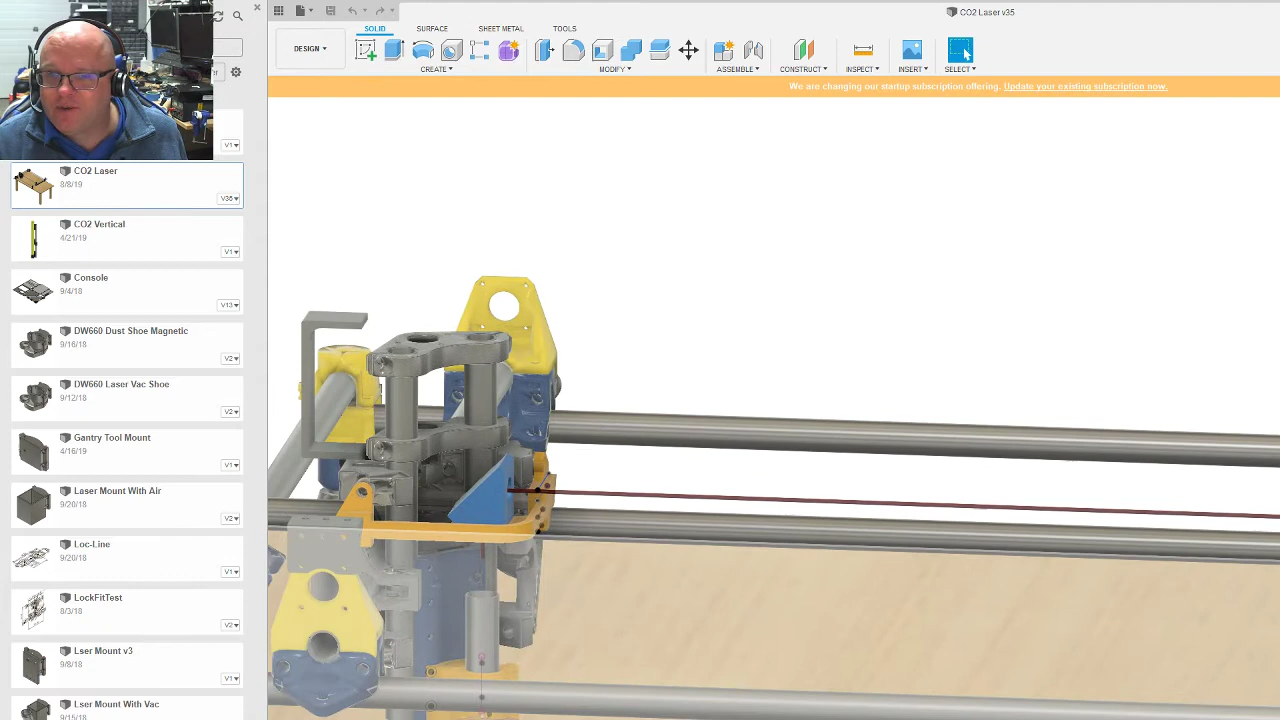 CO2 Laser v35
SOLID
SURFACE
SHEET METAL
TOOLS
DESIGN
CREATE
MODIFY
ASSEMBLE
CONSTRUCT
INSPECT
INSERT
SELECT
We are changing our startup subscription offering. Update your existing subscription now.
V1
CO2 Laser
8/8/19
V35
CO2 Vertical
4/21/19
V1
Console
9/4/18
V13
DW660 Dust Shoe Magnetic
9/16/18
V2
DW660 Laser Vac Shoe
9/12/18
V2
Gantry Tool Mount
4/16/19
V1
Laser Mount With Air
9/20/18
V2
Loc-Line
9/20/18
V1
LockFitTest
8/3/18
V2
Lser Mount v3
9/8/18
V1
Lser Mount With Vac
9/15/18